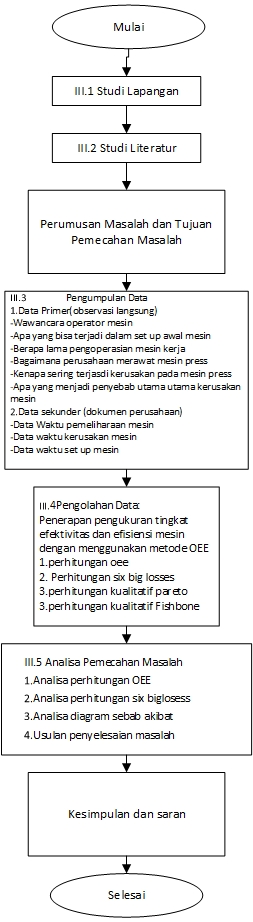 Mulai
III.1 Studi Lapangan
III.2 Studi Literatur
Perumusan Masalah dan Tujuan
Pemecahan Masalah
III.3 Pengumpulan Data
1.Data Primer(observasi langsung)
-Wawancara operator mesin
-Apa yang bisa terjadi dalam set up awal mesin
-Berapa lama pengoperasian mesin kerja
-Bagaimana perusahaan merawat mesin press
-Kenapa sering terjasdi kerusakan pada mesin press
-Apa yang menjadi penyebab utama utama kerusakan
mesin
2.Data sekunder (dokumen perusahaan)
-Data Waktu pemeliharaan mesin
-Data waktu kerusakan mesin
-Data waktu set up mesin
III.4Pengolahan Data:
Penerapan pengukuran tingkat
efektivitas dan efisiensi mesin
dengan menggunakan metode OEE
1.perhitungan oee
2. Perhitungan six big losses
3.perhitungan kualitatif pareto
3.perhitungan kualitatif Fishbone
III.5 Analisa Pemecahan Masalah
1.Analisa perhitungan OEE
2.Analisa perhitungan six biglosess
3.Analisa diagram sebab akibat
4.Usulan penyelesaian masalah
Kesimpulan dan saran
Selesai